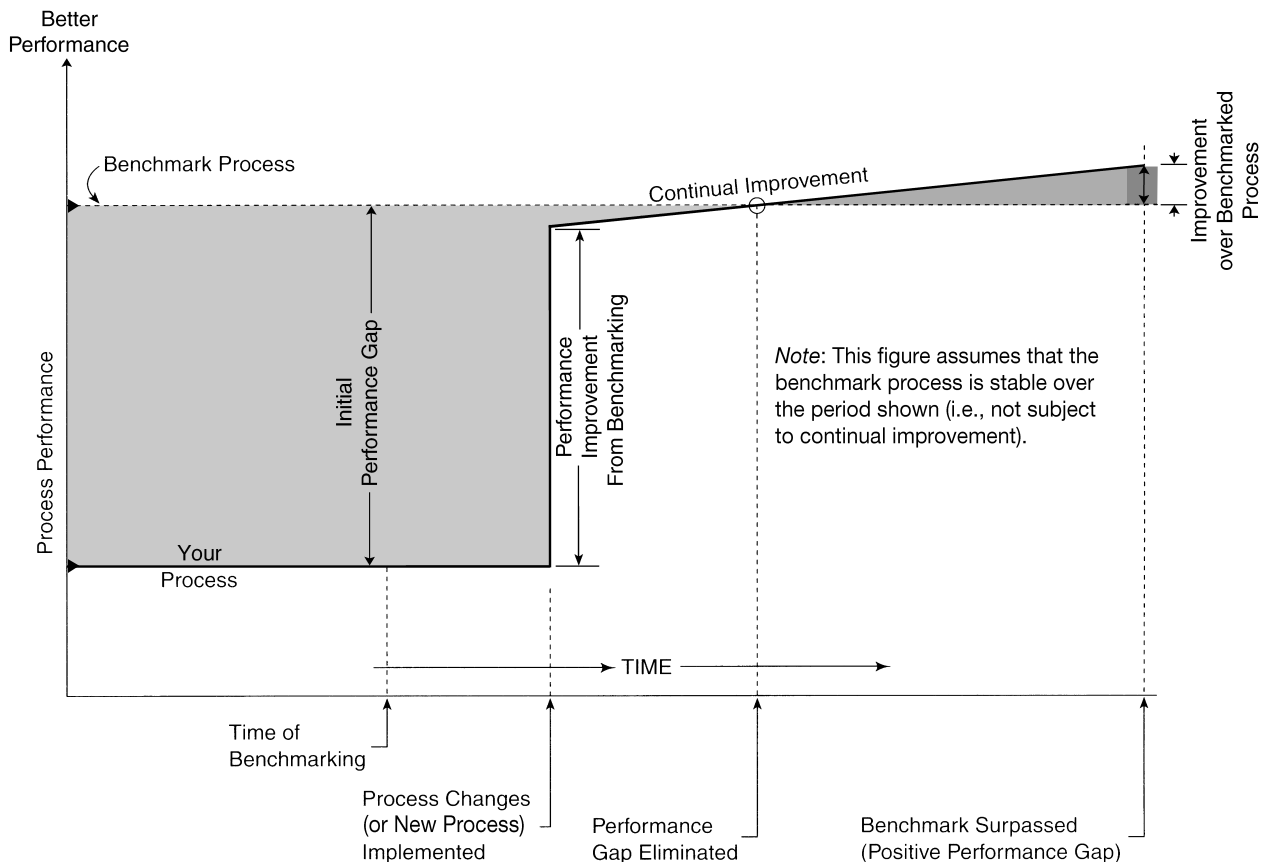 Better
Performance
Benchmark Process
Continual Improvement
Improvement
over Benchmarked
Process
Initial
Performance Gap
Performance
Improvement
From Benchmarking
Note: This figure assumes that the
benchmark process is stable over
the period shown (i.e., not subject
to continual improvement).
Process Performance
Your
Process
TIME
Time of
Benchmarking
Process Changes
(or New Process)
Implemented
Performance
Gap Eliminated
Benchmark Surpassed
(Positive Performance Gap)